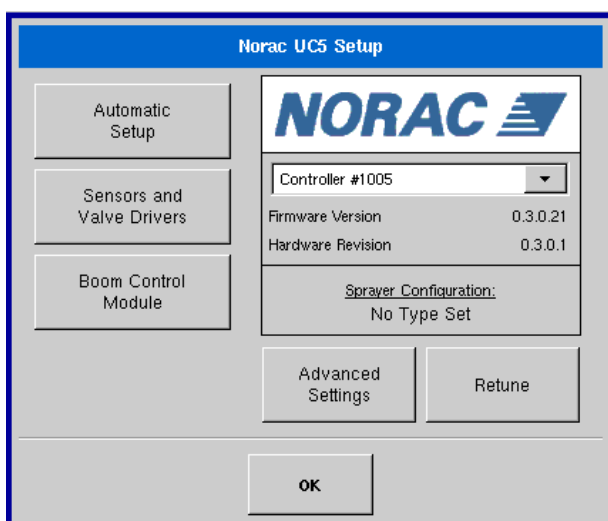 Norac UC5 Setup
Automatic
Setup
NORAC
Controller #1005
Sensors and
Valve Drivers
Firmware Version 0.3.0.21
Hardware Revision 0.3.0.1
Boom Control
Module
Sprayer Configuration:
No Type Set
Advanced
Settings
Retune
OK